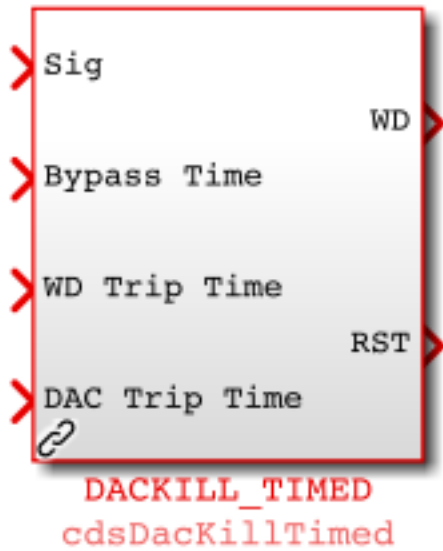 Sig
WD
Bypass Time
WD Trip Time
RST
DAC Trip Time
DACKILL_TIMED
cdsDacKillTimed